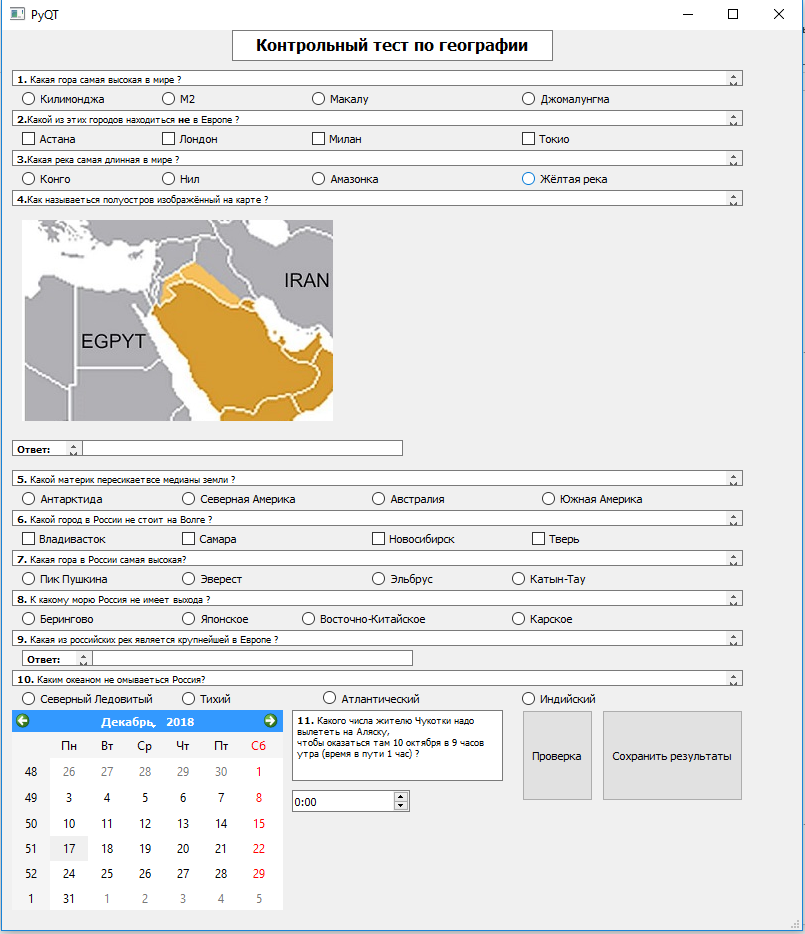 PyQT
Контрольный тест по географии
1. Какая гора самая высокая в мире ?
Килимонджа М2 Макалу Джомалунгма
2.Какой из этих городов находиться не в Европе ?
Астана Лондон Милан Токио
3.Какая река самая длинная в мире ?
Конго Нил Амазонка Жёлтая река
4.Как называеться полуостров изображённый на карте ?
IRAN
EGPYT
Ответ:
5. Какой материк пересикаетвсе медианы земли ?
Антарктида Северная Америка Австралия Южная Америка
6. Какой город в России не стоит на Волге ?
Владивасток Самара Новосибирск Тверь
7. Какая гора в России самая высокая?
Пик Пушкина Эверест Эльбрус Катын-Тау
8. К какому морю Россия не имеет выхода ?
Берингово Японское Восточно-Китайское Карское
9. Какая из российских рек является крупнейшей в Европе ?
Ответ:
10. Каким океаном не омываеться Россия?
Северный Ледовитый Тихий Атлантический Индийский
Декабрь, 2018
Пн Вт Ср Чт Пт Сб
48 26 27 28 29 30 1
49 3 4 5 6 7 8
50 10 11 12 13 14 15
51 17 18 19 20 21 22
52 24 25 26 27 28 29
1 31 1 2 3 4 5
11. Какого числа жителю Чукотки надо
вылететь на Аляску,
чтобы оказаться там 10 октября в 9 часов
утра (время в пути 1 час) ?
0:00
Проверка
Сохранить результаты